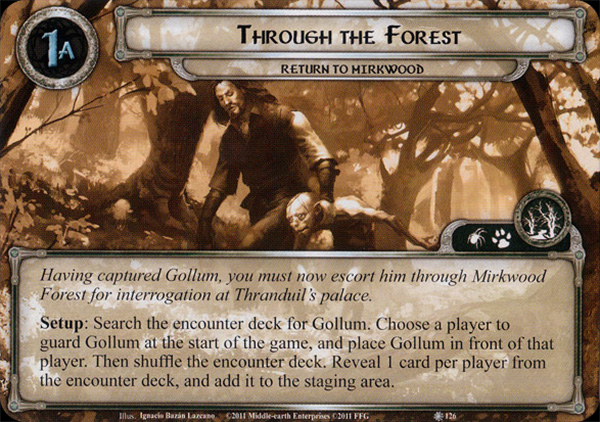 1A
THROUGH THE FOREST
RETURN TO MIRKWOOD
Having captured Gollum, you must now escort him through Mirkwood
Forest for interrogation at Thranduil's palace.
Setup: Search the encounter deck for Gollum. Choose a player to
guard Gollum at the start of the game, and place Gollum in front of that
player. Then shuffle the encounter deck. Reveal 1 card per player from
the encounter deck, and add it to the staging area.
Illus. Ignacio Bazán Lazcano ©2011 Middle-earth Enterprises ©2011 FFG 126